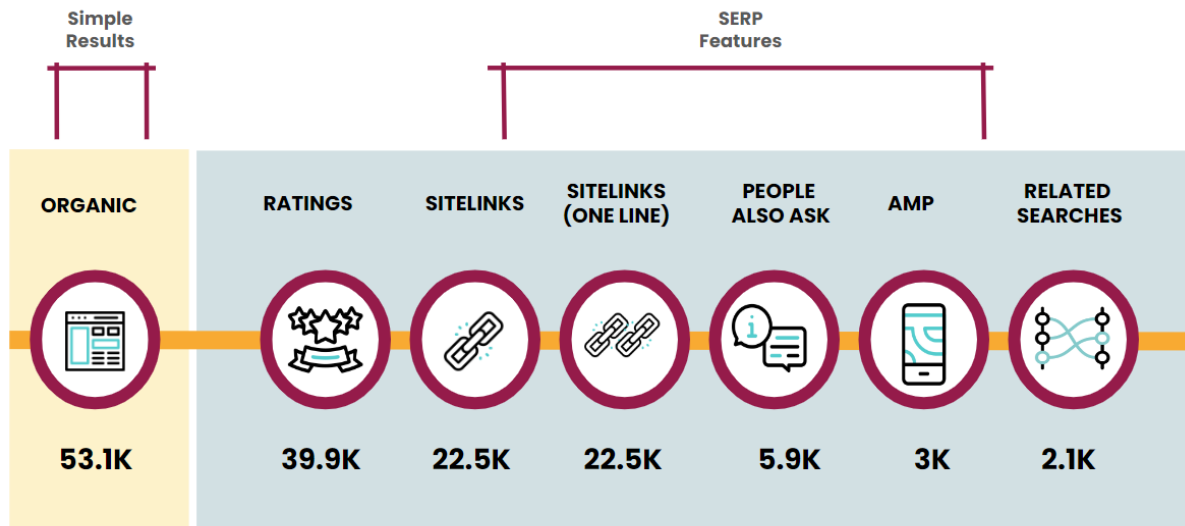 Simple
Results
SERP
Features
ORGANIC
RATINGS
SITELINKS
SITELINKS
(ONE LINE)
PEOPLE
ALSO ASK
AMP
RELATED
SEARCHES
i
53.1K
39.9K
22.5K
22.5K
5.9K
3K
2.1K